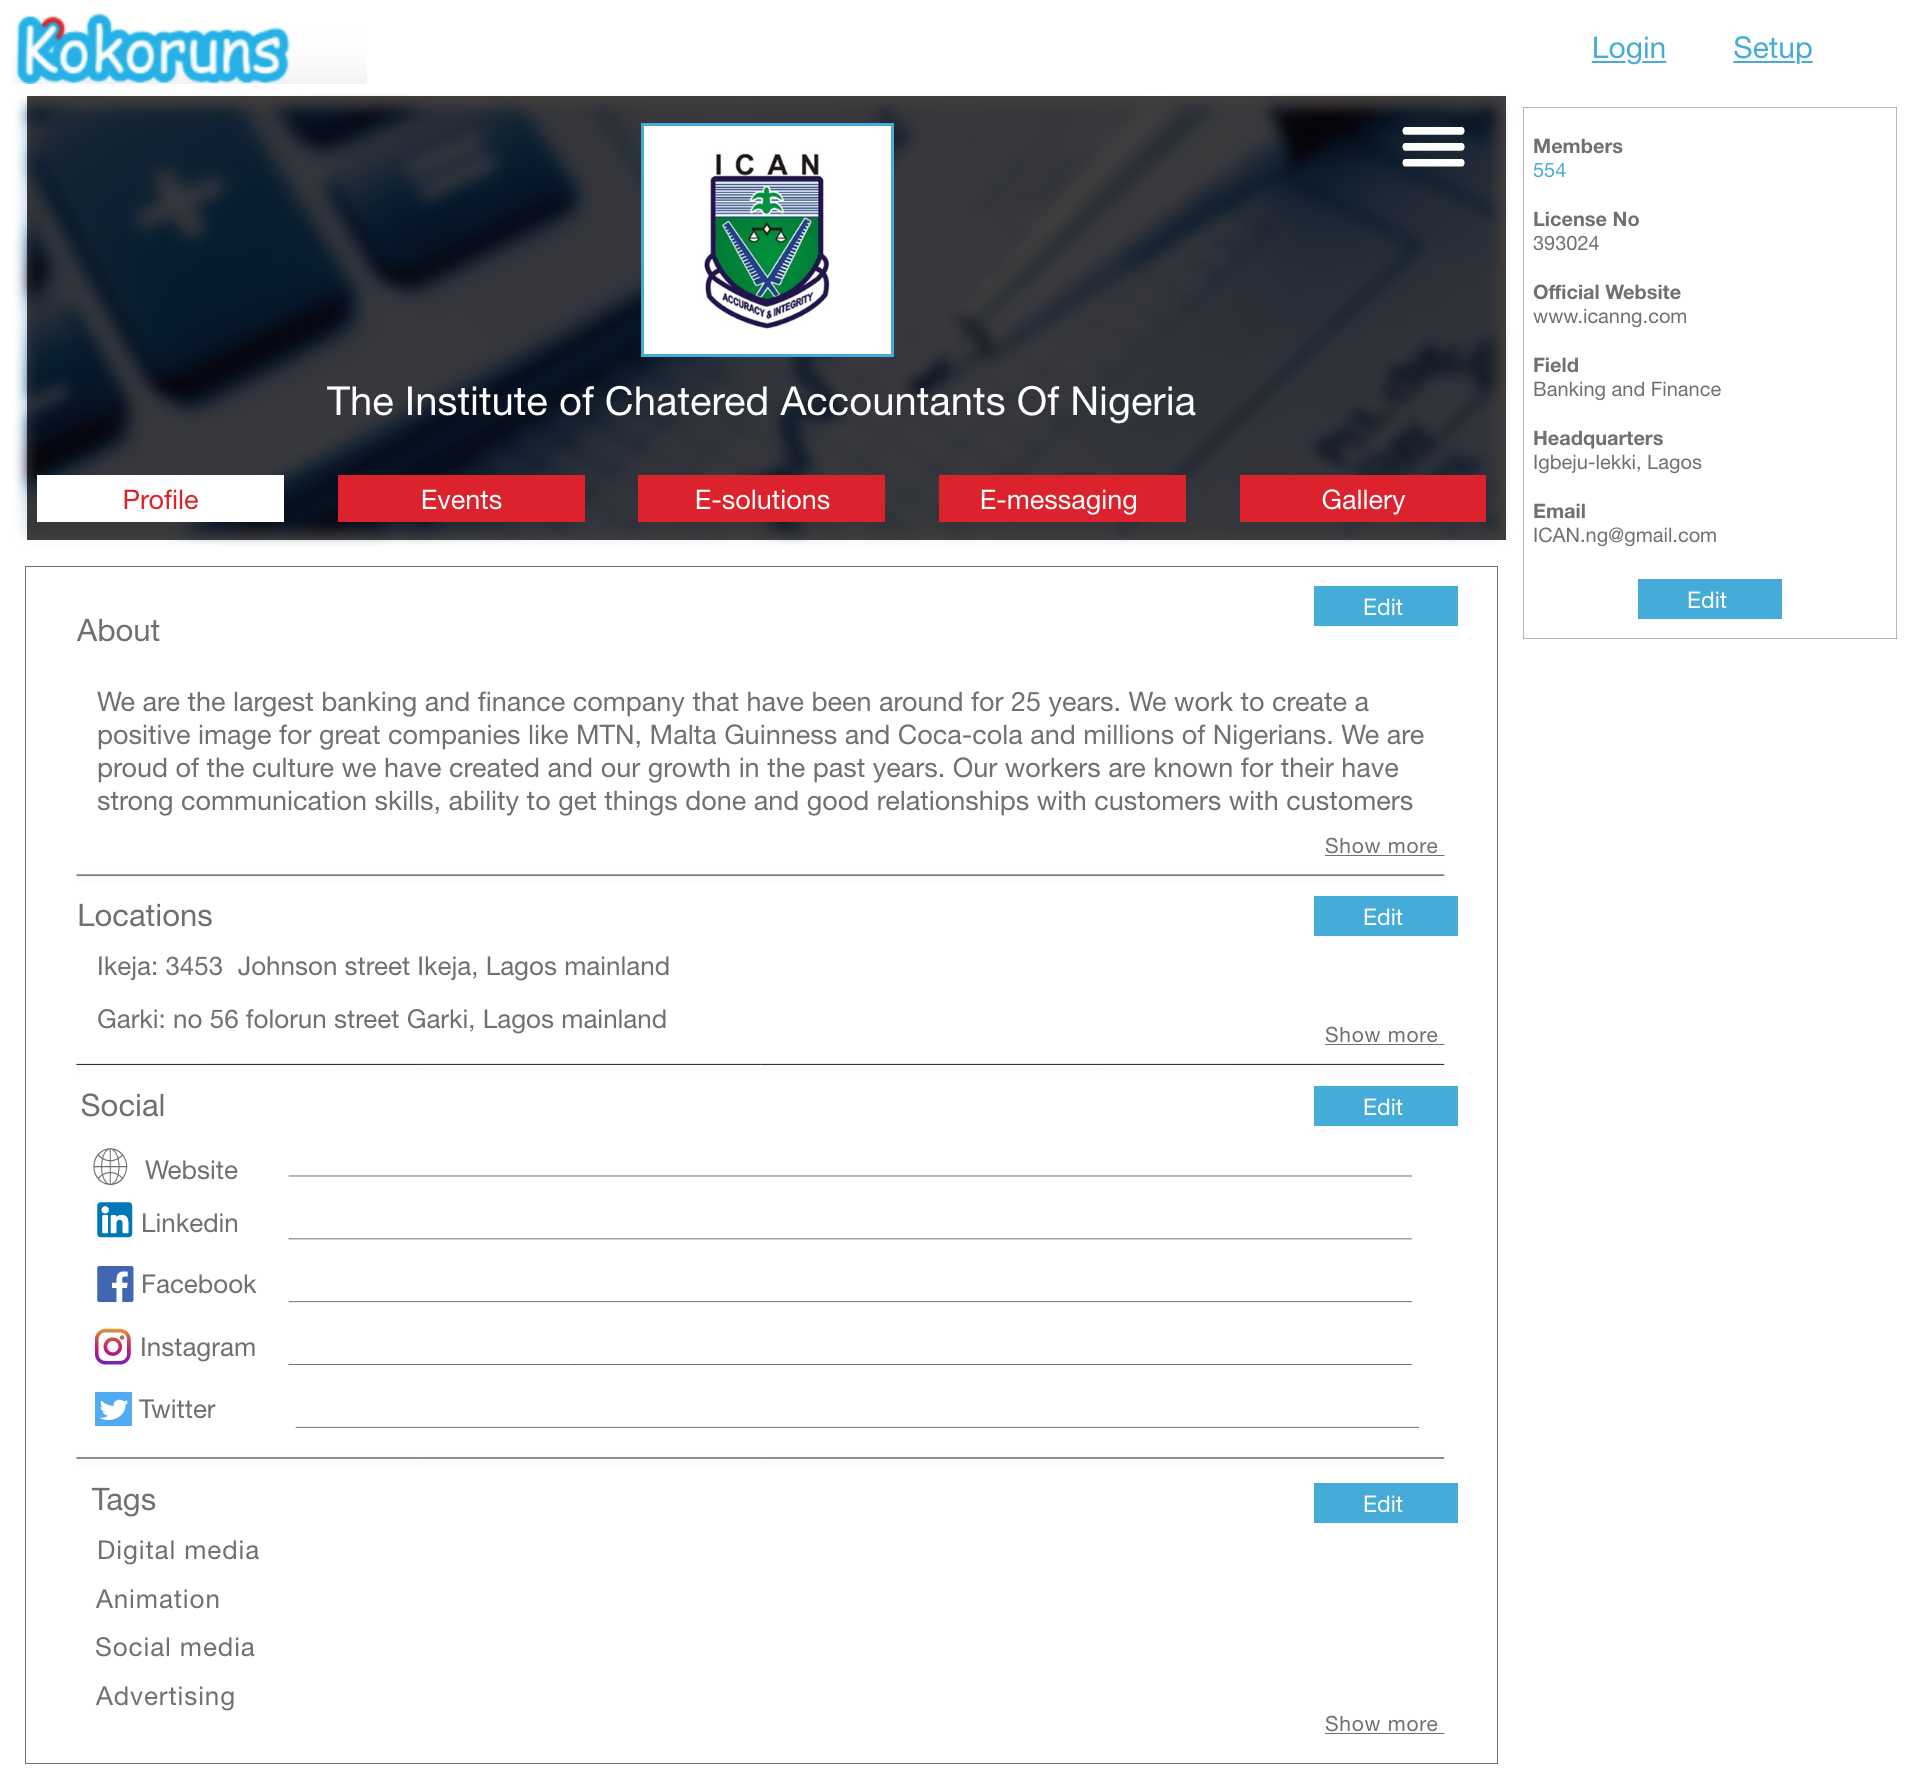 Kokoruns
Login
Setup
ICAN
ACCURACY & INTEGRITY
The Institute of Chatered Accountants Of Nigeria
Profile
Events
E-solutions
E-messaging
Gallery
Members
554
License No
393024
Official Website
www.icanng.com
Field
Banking and Finance
Headquarters
Igbeju-lekki, Lagos
Email
ICAN.ng@gmail.com
Edit
Edit
About
We are the largest banking and finance company that have been around for 25 years. We work to create a
positive image for great companies like MTN, Malta Guinness and Coca-cola and millions of Nigerians. We are
proud of the culture we have created and our growth in the past years. Our workers are known for their have
strong communication skills, ability to get things done and good relationships with customers with customers
Show more
Locations
Edit
Ikeja: 3453 Johnson street Ikeja, Lagos mainland
Garki: no 56 folorun street Garki, Lagos mainland
Show more
Social
Edit
Website
Linkedin
Facebook
Instagram
Twitter
Tags
Edit
Digital media
Animation
Social media
Advertising
Show more